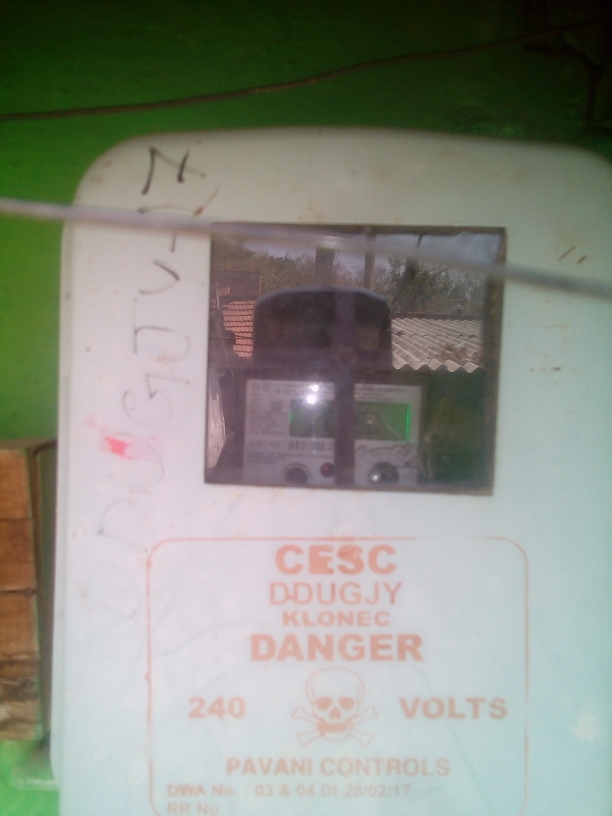 DDUGJY-17
CESC
DDUGJY
KLONEC
DANGER
240 VOLTS
PAVANI CONTROLS
DWA No. : 03 & 04 Dt.28/02/17
RR No.